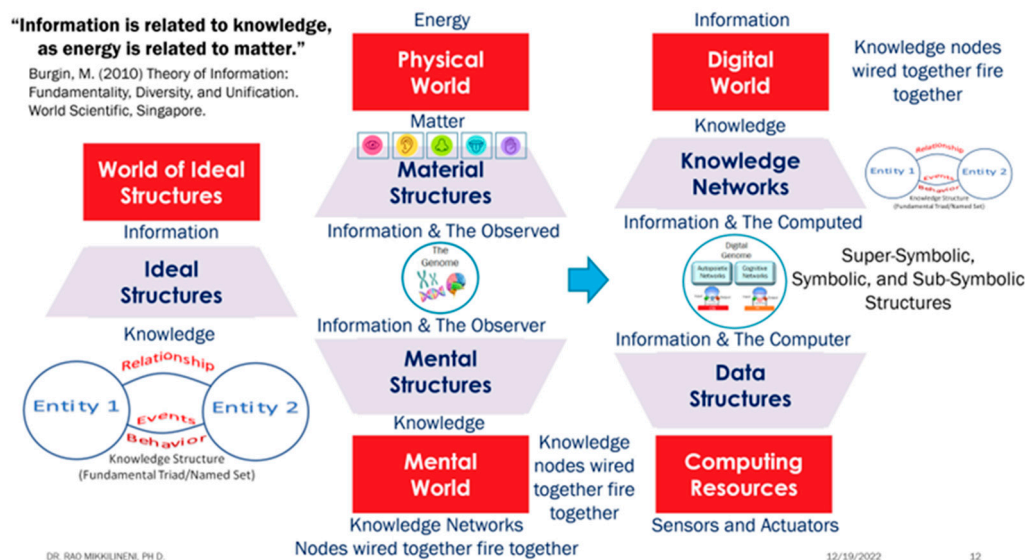 “Information is related to knowledge,
as energy is related to matter.”
Burgin, M. (2010) Theory of Information:
Fundamentality, Diversity, and Unification.
World Scientific, Singapore.
World of Ideal
Structures
Information
Ideal
Structures
Knowledge
Relationship
Entity 1
Entity 2
Events
Behavior
Knowledge Structure
(Fundamental Triad/Named Set)
Energy
Physical
World
Matter
Material
Structures
Information & The Observed
The
Genome
Information & The Observer
Mental
Structures
Knowledge
Mental
World
Knowledge Networks
Nodes wired together fire together
Knowledge
nodes wired
together fire
together
Information
Digital
World
Knowledge
Knowledge
Networks
Information & The Computed
Digital
Genome
Autopoietic
Networks
Cognitive
Networks
Information & The Computer
Data
Structures
Computing
Resources
Sensors and Actuators
Knowledge nodes
wired together fire
together
Relationship
Entity 1
Entity 2
Events
Behavior
Knowledge Structure
(Fundamental Triad/Named Set)
Super-Symbolic,
Symbolic, and Sub-Symbolic
Structures
DR. RAO MIKKILINENI, PH D.
12/19/2022
12